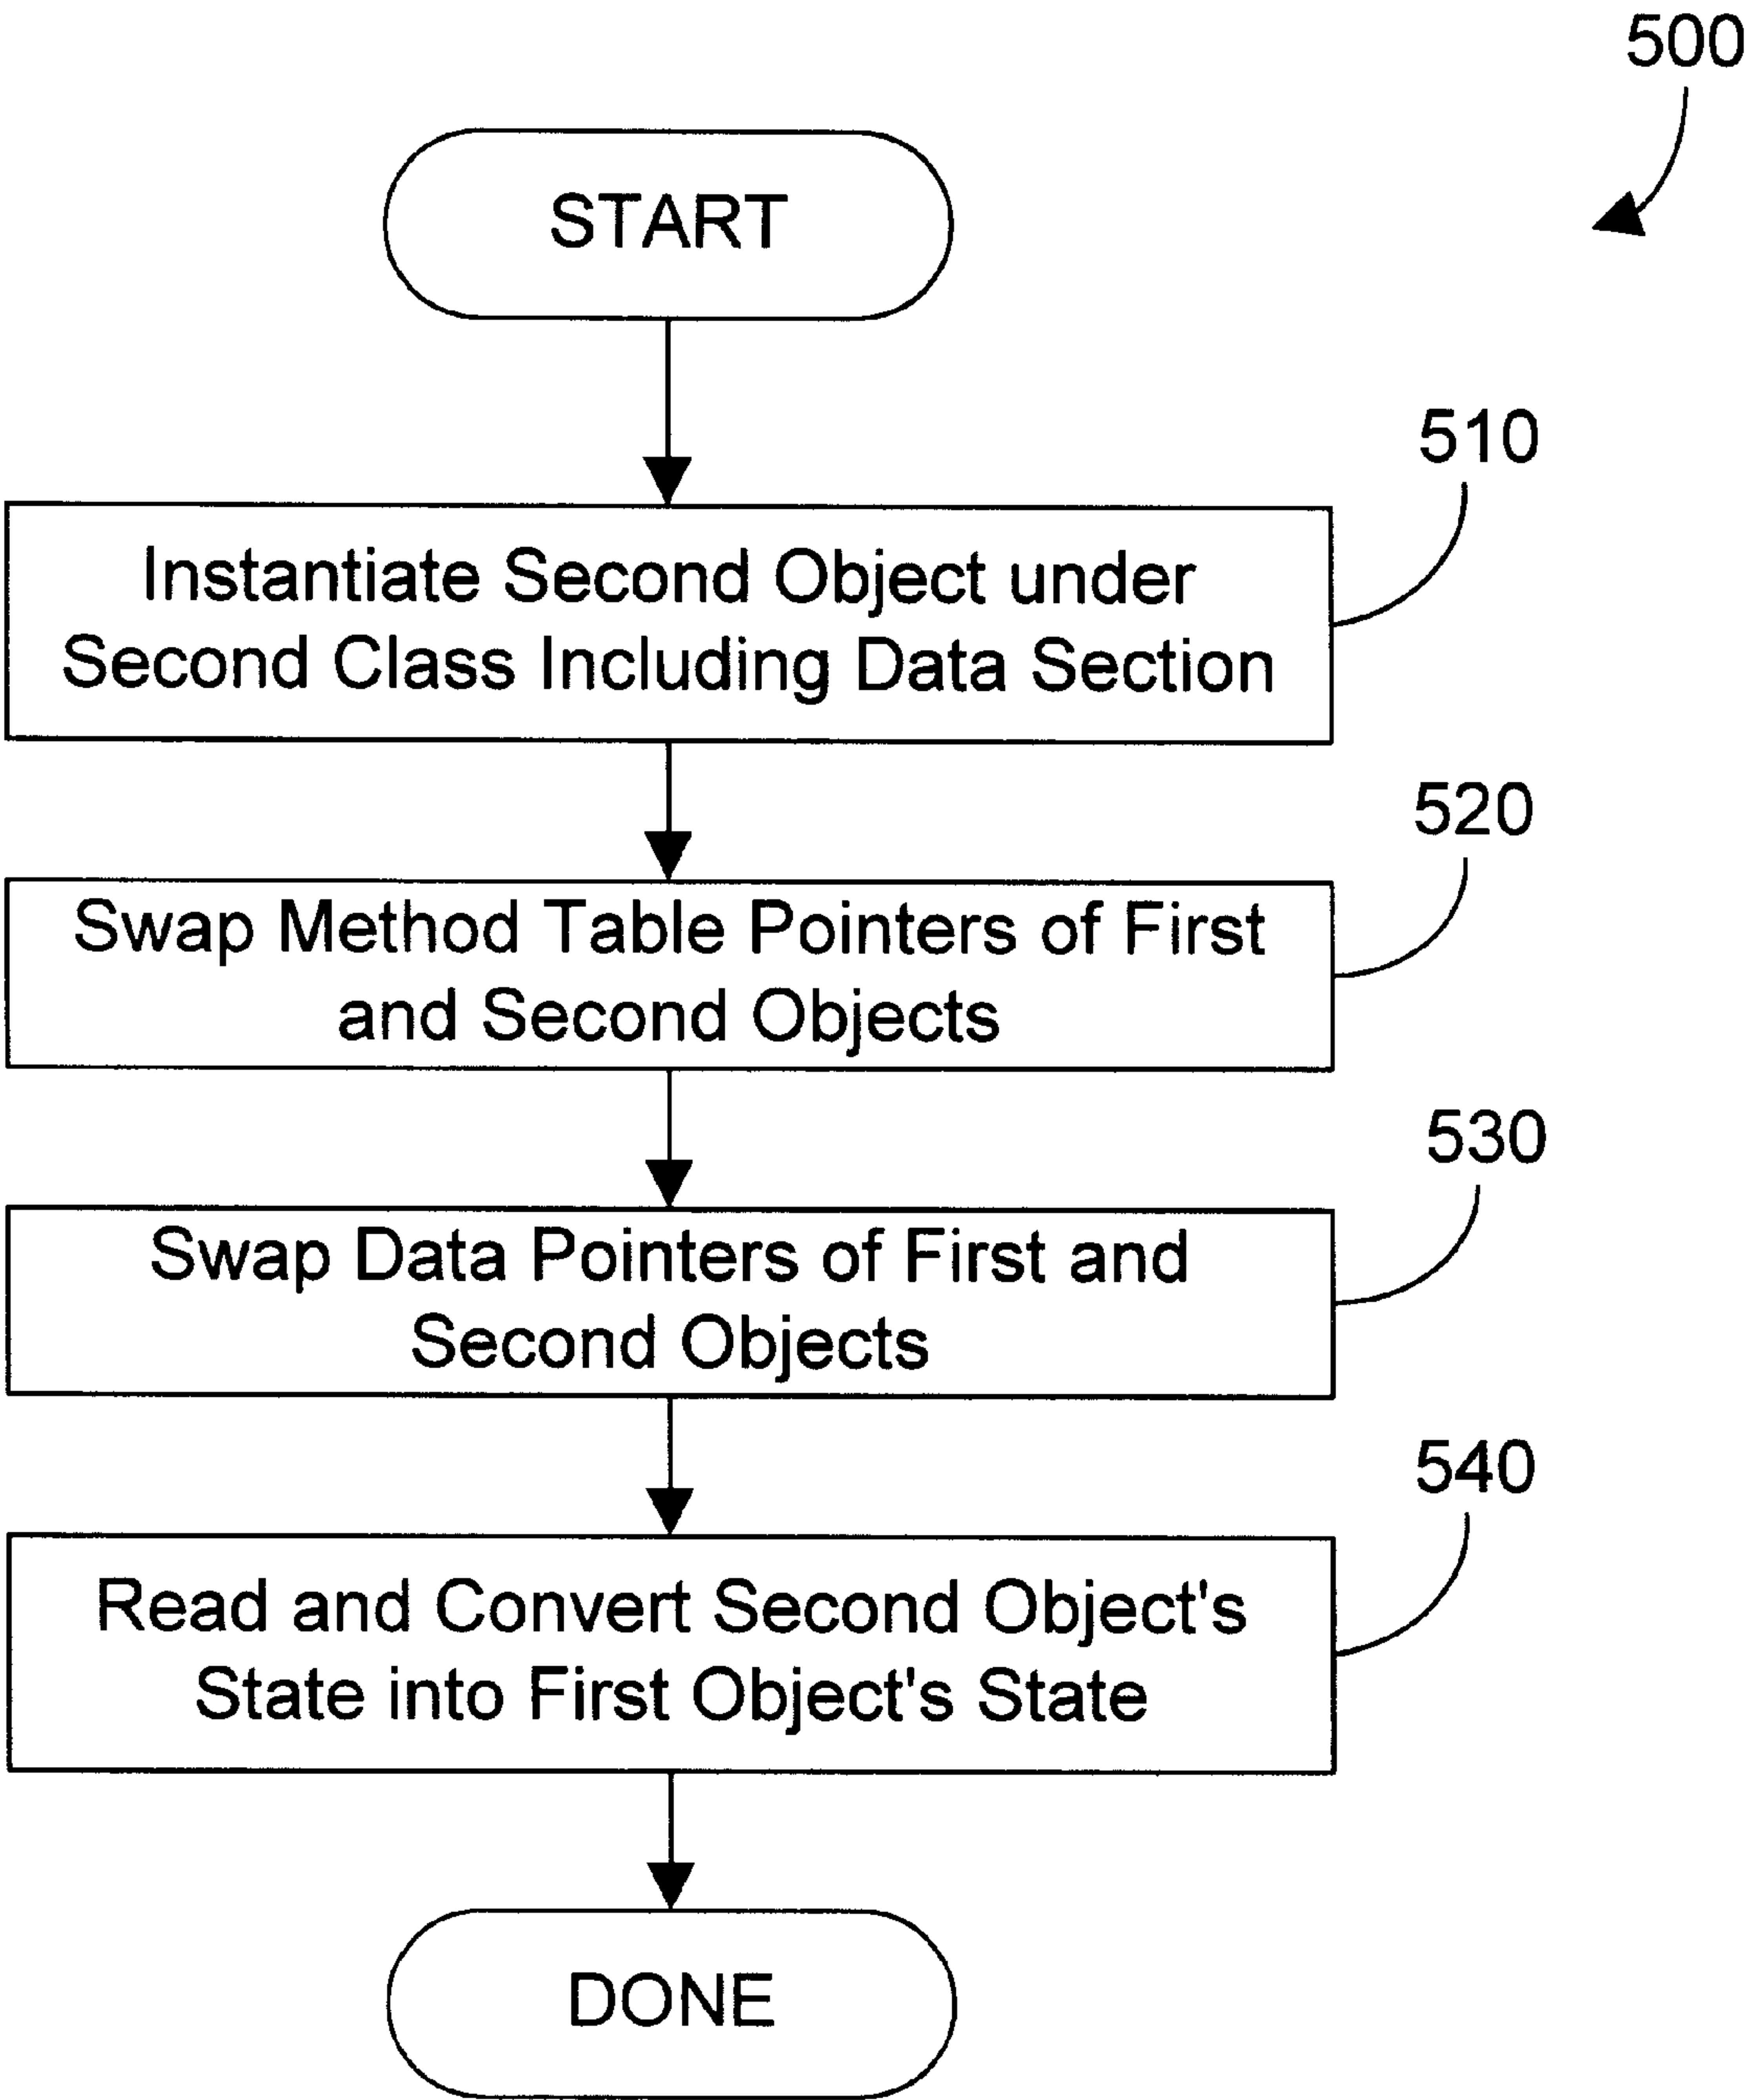 500
START
510
Instantiate Second Object under
Second Class Including Data Section
520
Swap Method Table Pointers of First
and Second Objects
530
Swap Data Pointers of First and
Second Objects
540
Read and Convert Second Object's
State into First Object's State
DONE